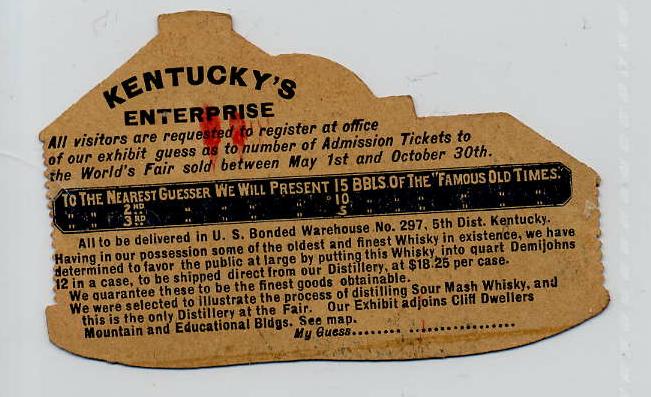 KENTUCKY'S
ENTERPRISE
All visitors are requested to register at office
of our exhibit guess as to number of Admission Tickets to
the World's Fair sold between May 1st and October 30th.
TO THE NEAREST GUESSER WE WILL PRESENT 15 BBLS. OF THE "FAMOUS OLD TIMES."
" " 2ND " " " " 10 " " " " "
" " 3RD " " " " 5 " " " " "
All to be delivered in U. S. Bonded Warehouse No. 297, 5th Dist. Kentucky.
Having in our possession some of the oldest and finest Whisky in existence, we have
determined to favor the public at large by putting this Whisky into quart Demijohns
12 in a case, to be shipped direct from our Distillery, at $18.25 per case.
We quarantee these to be the finest goods obtainable.
We were selected to illustrate the process of distilling Sour Mash Whisky, and
this is the only Distillery at the Fair. Our Exhibit adjoins Cliff Dwellers
Mountain and Educational Bldgs. See map.
My Guess..................................